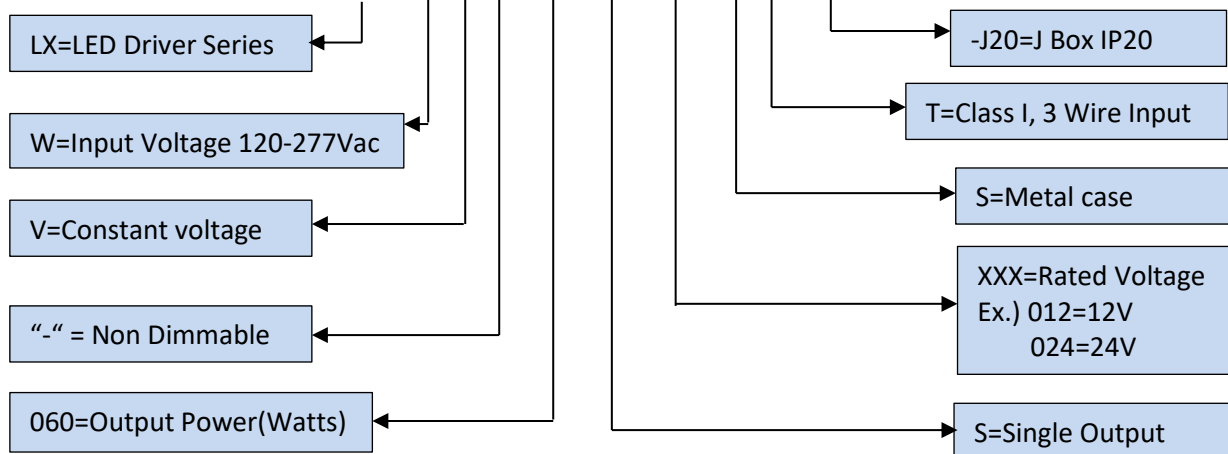 LX=LED Driver Series
W=Input Voltage 120-277Vac
V=Constant voltage
“-“ = Non Dimmable
060=Output Power(Watts)
-J20=J Box IP20
T=Class I, 3 Wire Input
S=Metal case
XXX=Rated Voltage
Ex.) 012=12V
024=24V
S=Single Output